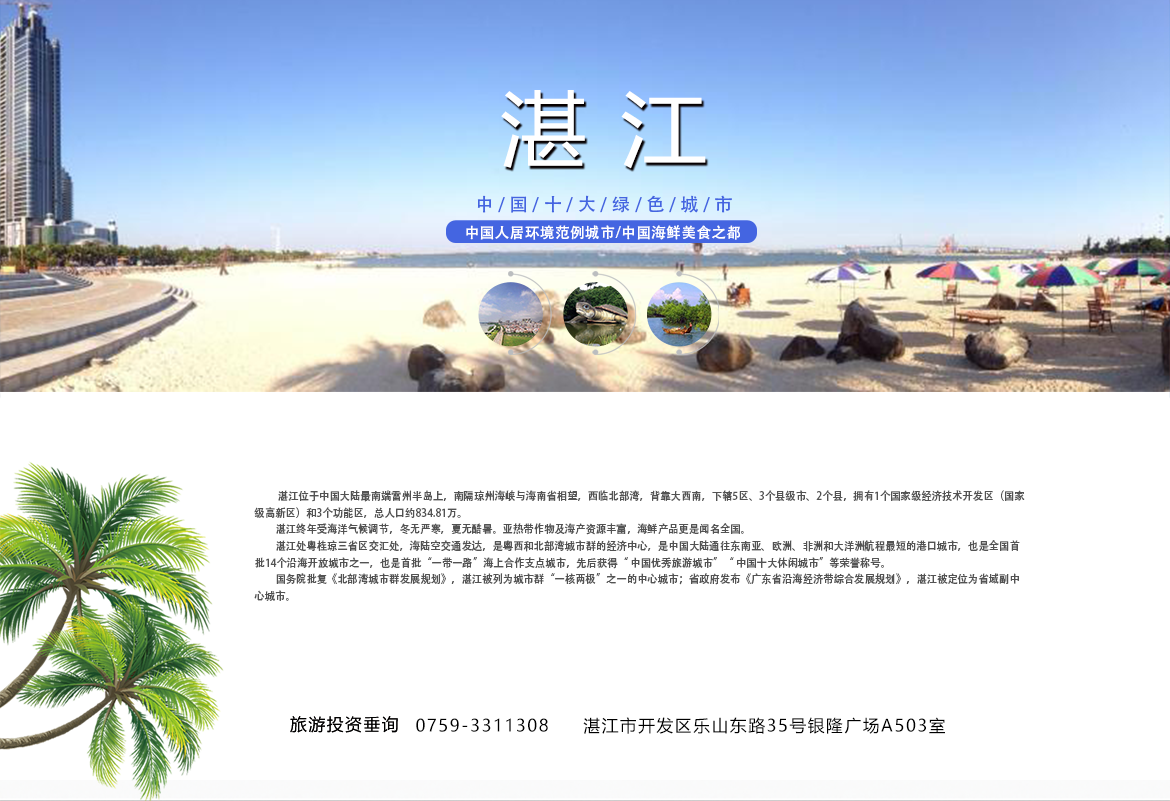 湛江
中/国/十/大/绿/色/城/市
中国人居环境范例城市/中国海鲜美食之都
湛江位于中国大陆最南端雷州半岛上，南隔琼州海峡与海南省相望，西临北部湾，背靠大西南，下辖5区、3个县级市、2个县，拥有1个国家级经济技术开发区（国家
级高新区）和3个功能区，总人口约834.81万。
湛江终年受海洋气候调节，冬无严寒，夏无酷暑。亚热带作物及海产资源丰富，海鲜产品更是闻名全国。
湛江处粤桂琼三省区交汇处，海陆空交通发达，是粤西和北部湾城市群的经济中心，是中国大陆通往东南亚、欧洲、非洲和大洋洲航程最短的港口城市，也是全国首
批14个沿海开放城市之一，也是首批“一带一路”海上合作支点城市，先后获得“中国优秀旅游城市”“中国十大休闲城市”等荣誉称号。
国务院批复《北部湾城市群发展规划》，湛江被列为城市群“一核两极”之一的中心城市；省政府发布《广东省沿海经济带综合发展规划》，湛江被定位为省域副中
心城市。
旅游投资垂询 0759-3311308 湛江市开发区乐山东路35号银隆广场A503室